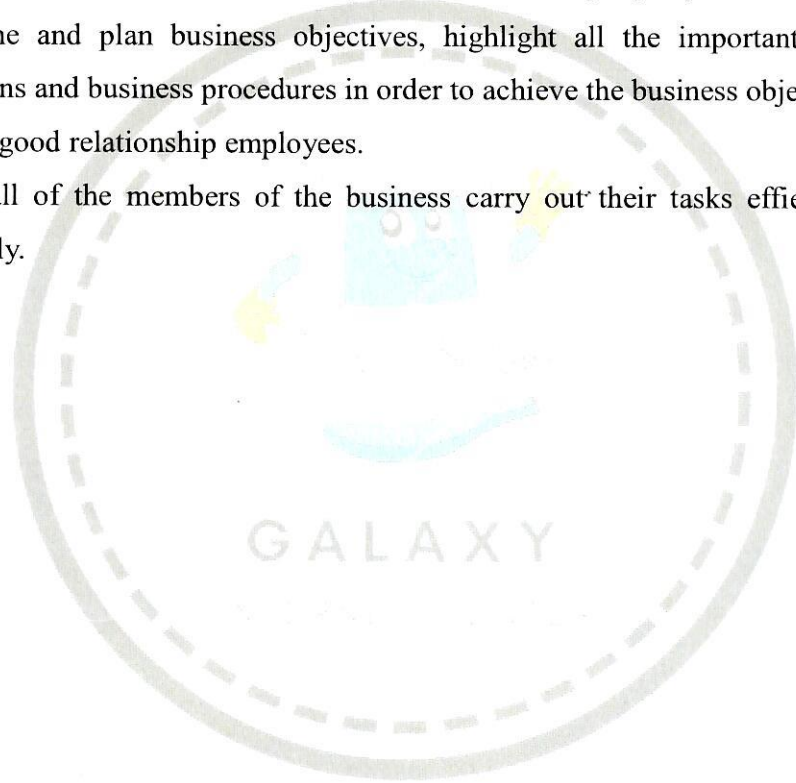 ne and plan business objectives, highlight all the important
ns and business procedures in order to achieve the business obje
good relationship employees.
ll of the members of the business carry out their tasks effie
ly.
GALAXY